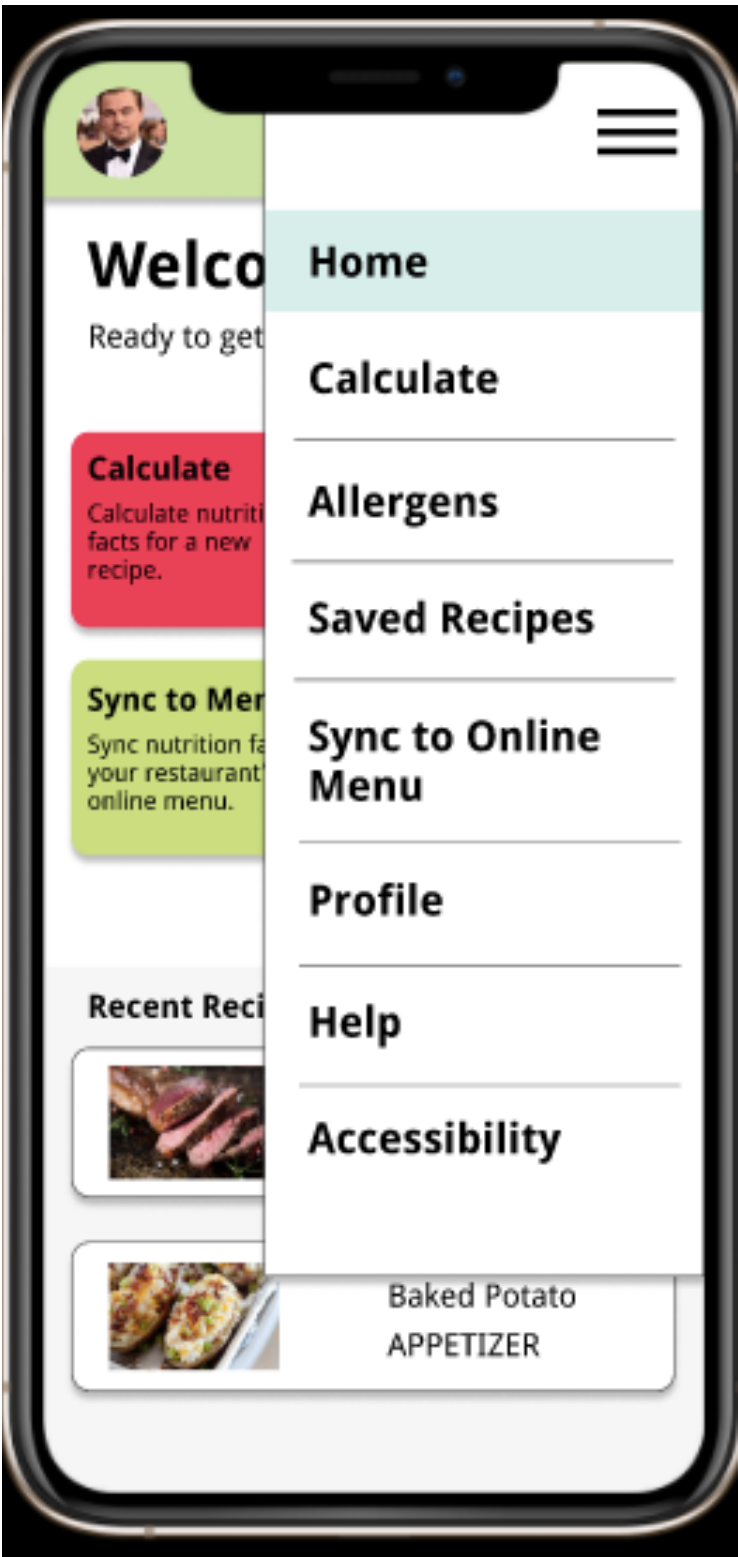 Welco
Ready to get
Calculate
Calculate nutriti
facts for a new
recipe.
Sync to Mer
Sync nutrition fa
your restaurant'
online menu.
Recent Reci
Home
Calculate
Allergens
Saved Recipes
Sync to Online
Menu
Profile
Help
Accessibility
Baked Potato
APPETIZER